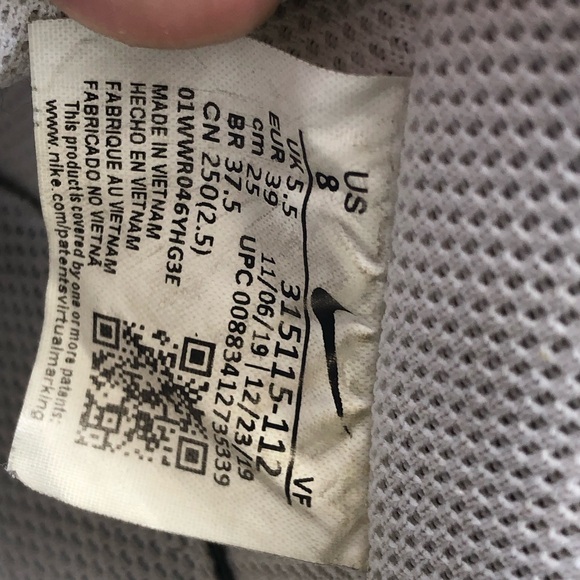 US
8
UK 5.5
EUR 39
cm 25
BR 37.5
CN 250(2.5)
315115-112 VF
11/06/19 | 12/23/19
UPC 00883412735339
01WWR046YHG3E
MADE IN VIETNAM
HECHO EN VIETNAM
FABRIQUE AU VIETNAM
FABRICADO NO VIETNÃ
This product is covered by one or more patents:
www.nike.com/patentsvirtualmarking